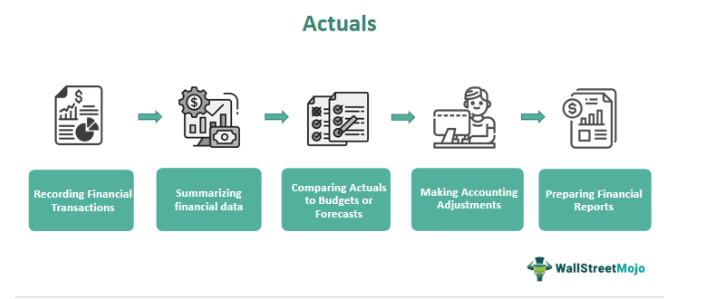 Actuals
Recording Financial
Transactions
Summarizing
financial data
Comparing Actuals
to Budgets or
Forecasts
Making Accounting
Adjustments
Preparing Financial
Reports
WallStreetMojo